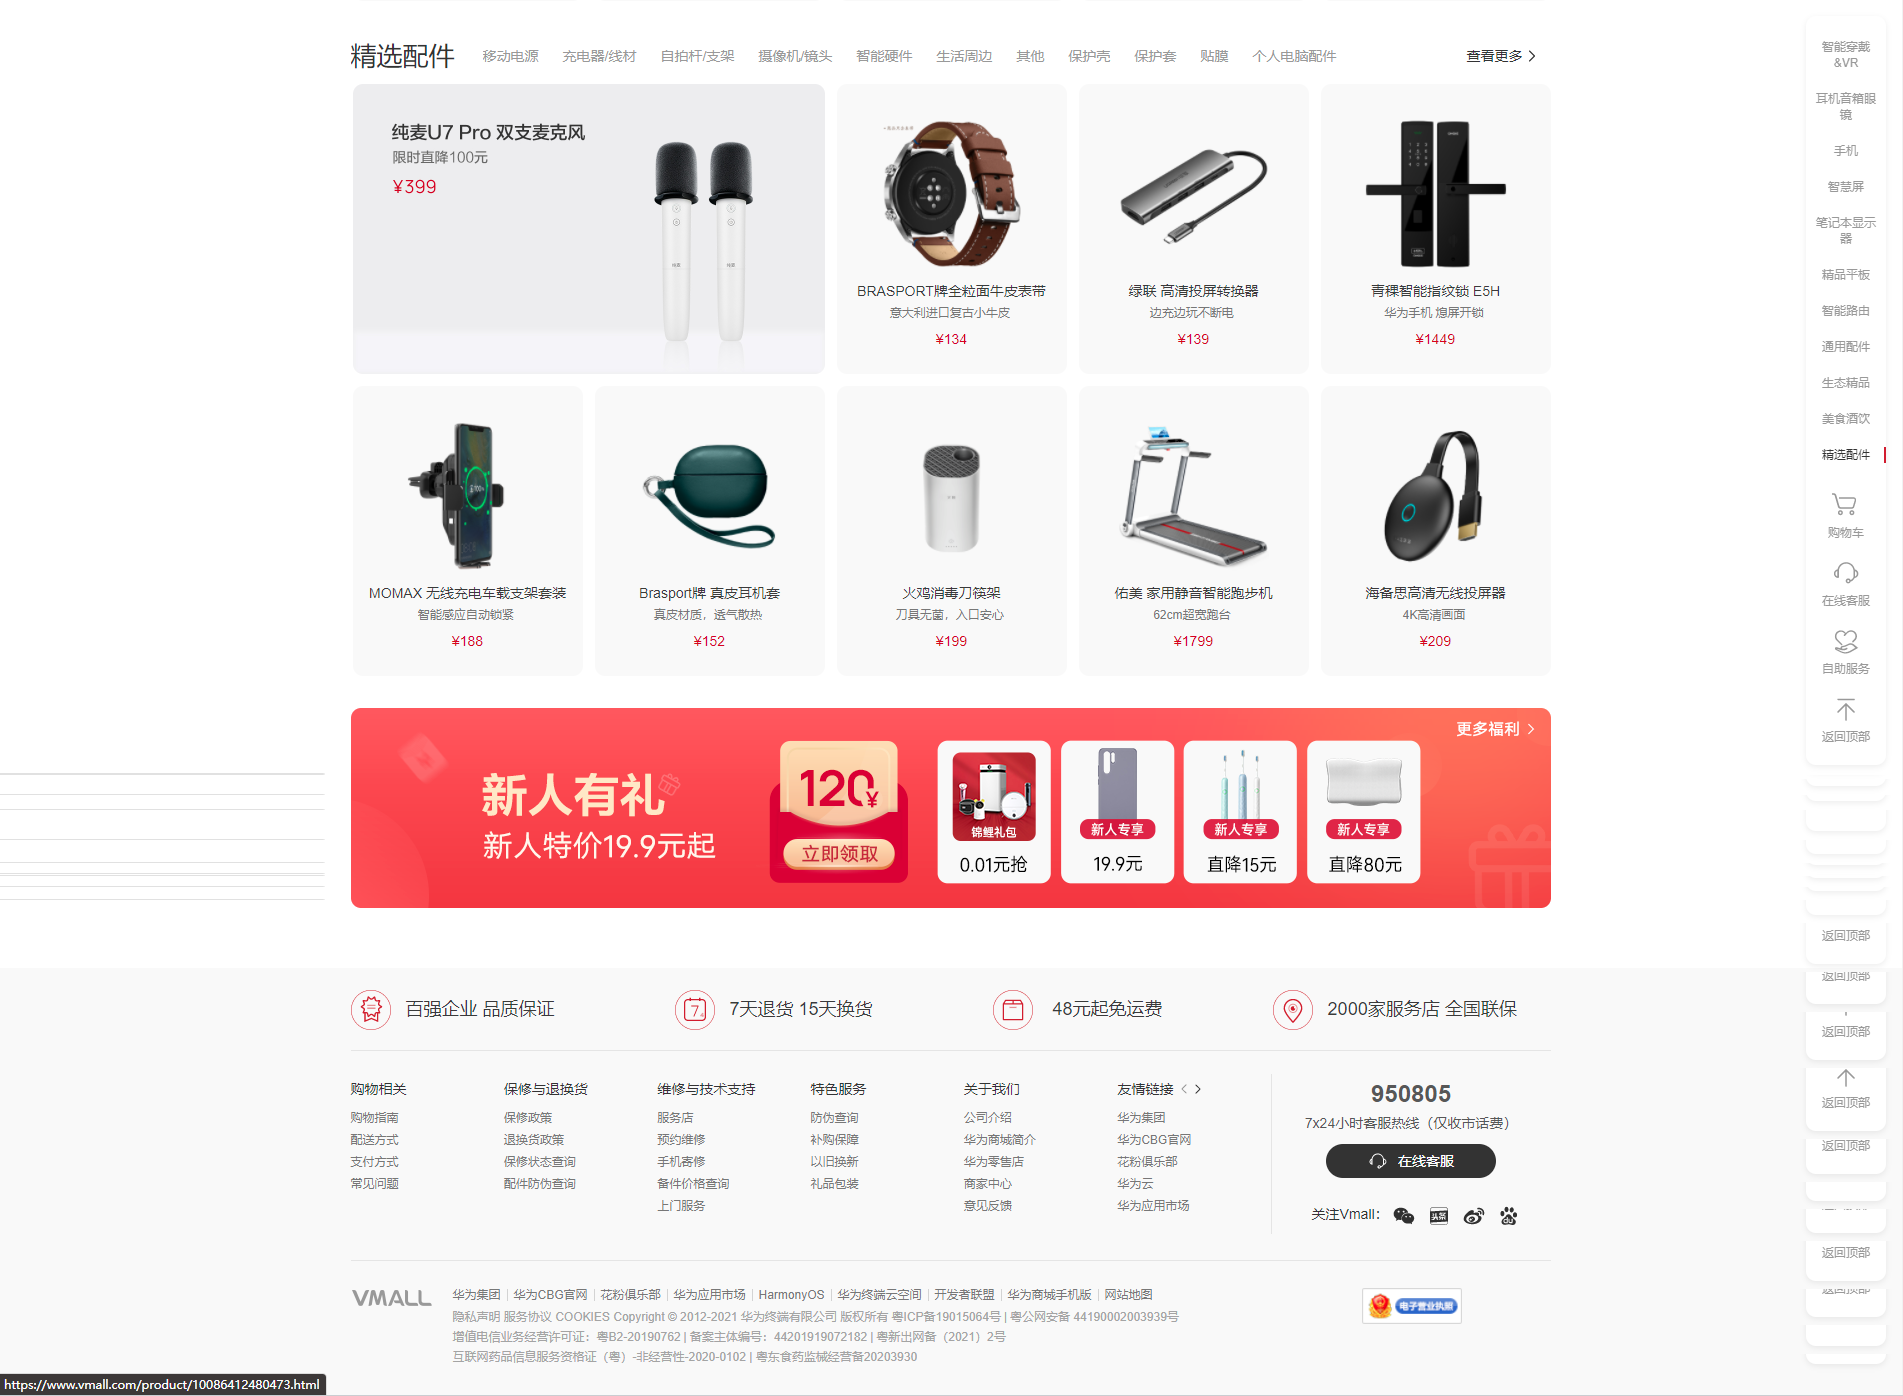 精选配件 移动电源 充电器/线材 自拍杆/支架 摄像机/镜头 智能硬件 生活周边 其他 保护壳 保护套 贴膜 个人电脑配件 查看更多
纯麦U7 Pro 双支麦克风
限时直降100元
¥399
BRASPORT牌全粒面牛皮表带
意大利进口复古小牛皮
¥134
绿联 高清投屏转换器
边充边玩不断电
¥139
青稞智能指纹锁 E5H
华为手机 熄屏开锁
¥1449
MOMAX 无线充电车载支架套装
智能感应自动锁紧
¥188
Brasport牌 真皮耳机套
真皮材质，透气散热
¥152
火鸡消毒刀筷架
刀具无菌，入口安心
¥199
佑美 家用静音智能跑步机
62cm超宽跑台
¥1799
海备思高清无线投屏器
4K高清画面
¥209
更多福利
新人有礼
新人特价19.9元起
120¥
立即领取
锦鲤礼包
0.01元抢
新人专享
19.9元
新人专享
直降15元
新人专享
直降80元
百强企业 品质保证
7天退货 15天换货
48元起免运费
2000家服务店 全国联保
购物相关
购物指南
配送方式
支付方式
常见问题
保修与退换货
保修政策
退换货政策
保修状态查询
配件防伪查询
维修与技术支持
服务店
预约维修
手机寄修
备件价格查询
上门服务
特色服务
防伪查询
补购保障
以旧换新
礼品包装
关于我们
公司介绍
华为商城简介
华为零售店
商家中心
意见反馈
友情链接
华为集团
华为CBG官网
花粉俱乐部
华为云
华为应用市场
950805
7x24小时客服热线（仅收市话费）
在线客服
关注Vmall：
头条
VMALL
华为集团 | 华为CBG官网 | 花粉俱乐部 | 华为应用市场 | HarmonyOS | 华为终端云空间 | 开发者联盟 | 华为商城手机版 | 网站地图
隐私声明 服务协议 COOKIES Copyright © 2012-2021 华为终端有限公司 版权所有 粤ICP备19015064号 | 粤公网安备 44190002003939号
增值电信业务经营许可证：粤B2-20190762 | 备案主体编号：44201919072182 | 粤新出网备（2021）2号
互联网药品信息服务资格证（粤）-非经营性-2020-0102 | 粤东食药监械经营备20203930
电子营业执照
https://www.vmall.com/product/10086412480473.html
智能穿戴
&VR
耳机音箱眼
镜
手机
智慧屏
笔记本显示
器
精品平板
智能路由
通用配件
生态精品
美食酒饮
精选配件
购物车
在线客服
自助服务
返回顶部
返回顶部
返回顶部
返回顶部
返回顶部
返回顶部
返回顶部
返回顶部